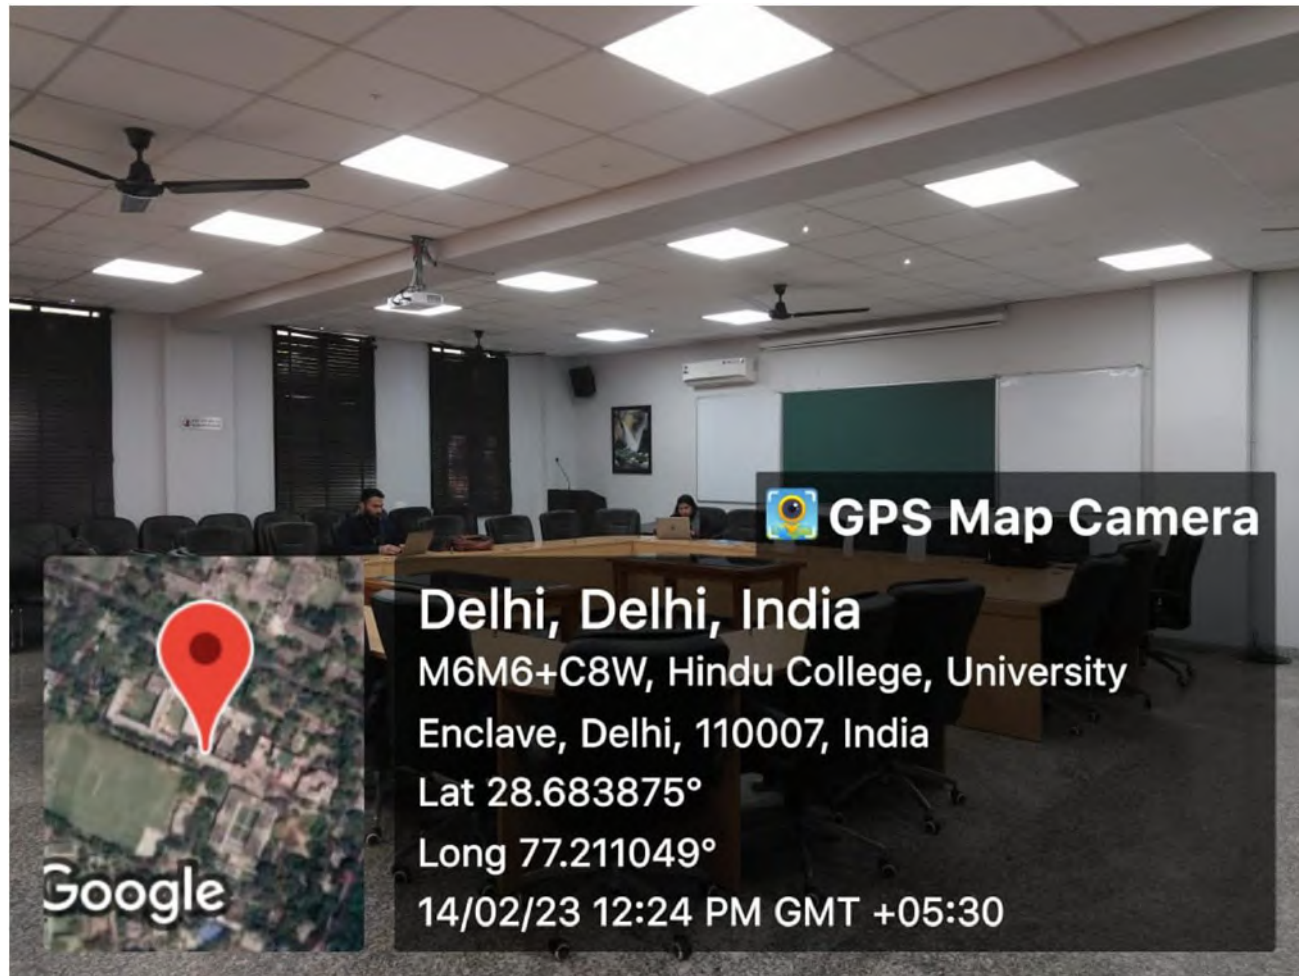 GPS Map Camera
Delhi, Delhi, India
M6M6+C8W, Hindu College, University
Enclave, Delhi, 110007, India
Lat 28.683875°
Long 77.211049°
14/02/23 12:24 PM GMT +05:30
Google